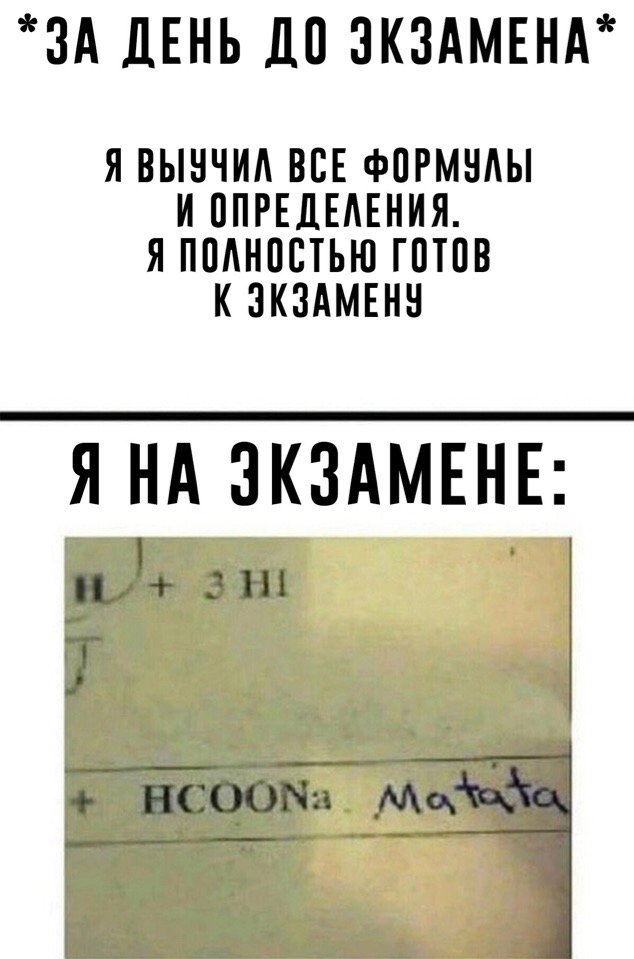 *ЗА ДЕНЬ ДО ЭКЗАМЕНА*
Я ВЫУЧИЛ ВСЕ ФОРМУЛЫ
И ОПРЕДЕЛЕНИЯ.
Я ПОЛНОСТЬЮ ГОТОВ
К ЭКЗАМЕНУ
Я НА ЭКЗАМЕНЕ:
H + 3 HI
+ HCOONa Matata